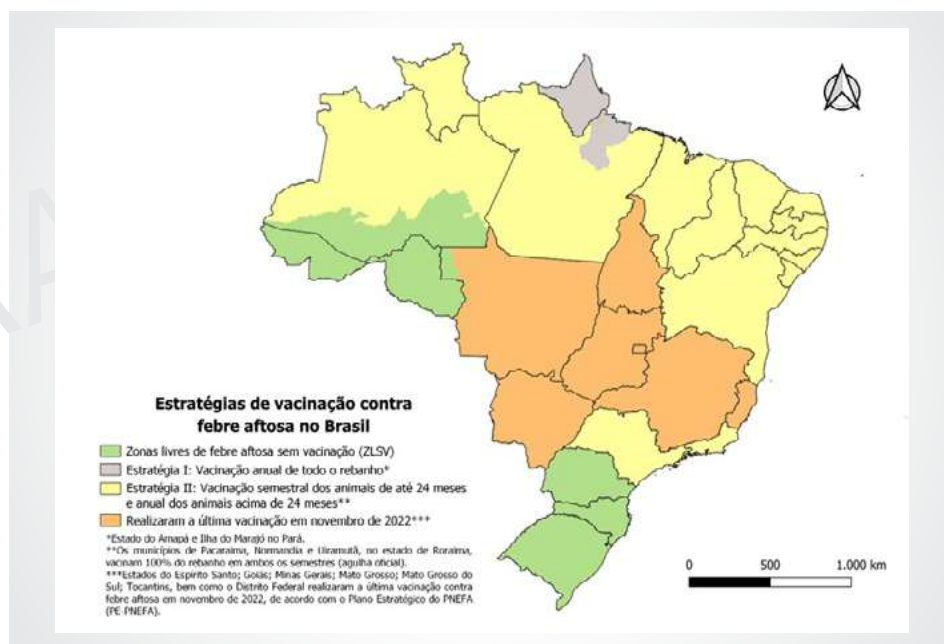 Estratégias de vacinação contra
febre aftosa no Brasil
Zonas livres de febre aftosa sem vacinação (ZLSV)
Estratégia I: Vacinação anual de todo o rebanho*
Estratégia II: Vacinação semestral dos animais de até 24 meses
e anual dos animais acima de 24 meses**
Realizaram a última vacinação em novembro de 2022***
*Estado do Amapá e Ilha do Marajó no Pará.
**Os municípios de Pacaraima, Normandia e Uiramutã, no estado de Roraima,
vacinam 100% do rebanho em ambos os semestres (agulha oficial).
***Estados do Espírito Santo; Goiás; Minas Gerais; Mato Grosso; Mato Grosso do
Sul; Tocantins, bem como o Distrito Federal realizaram a última vacinação contra
febre aftosa em novembro de 2022, de acordo com o Plano Estratégico do PNEFA
(PE-PNEFA).
0 500 1.000 km